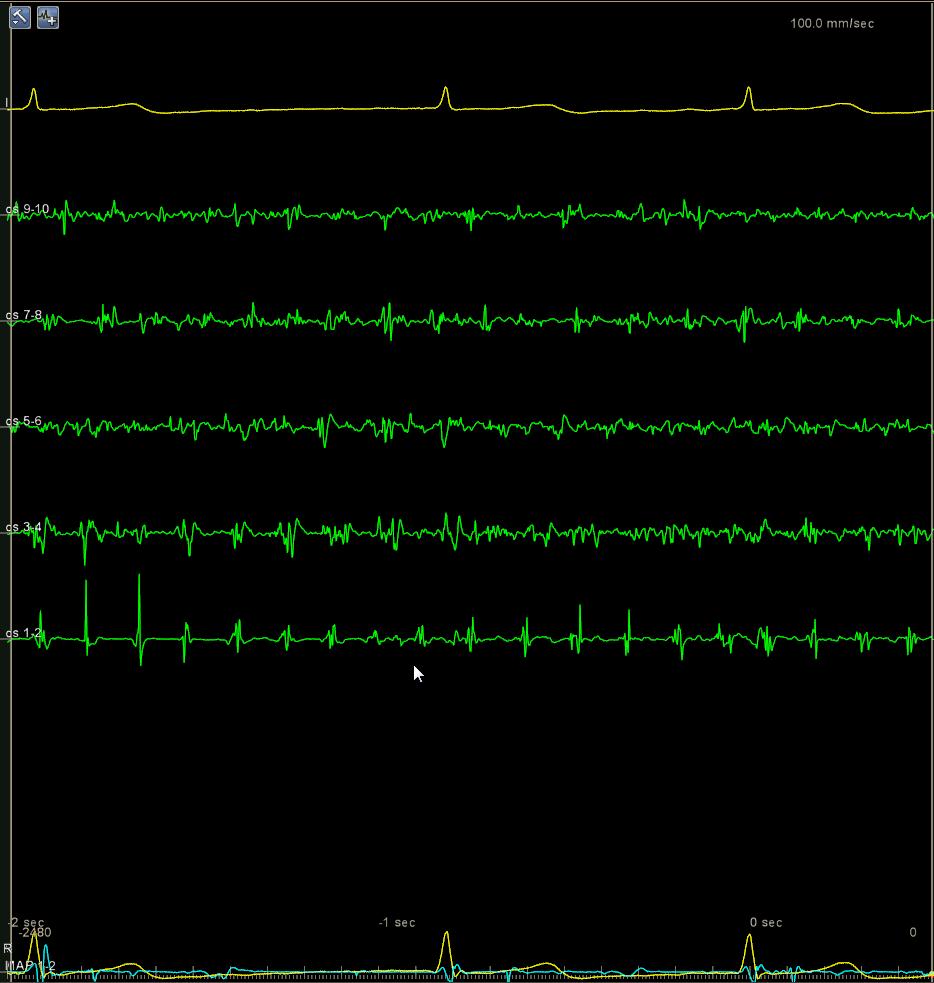 100.0 mm/sec
I
cs 9-10
cs 7-8
cs 5-6
cs 3-4
cs 1-2
-2 sec
-1 sec
0 sec
-2480
0
R
MAP 1-2